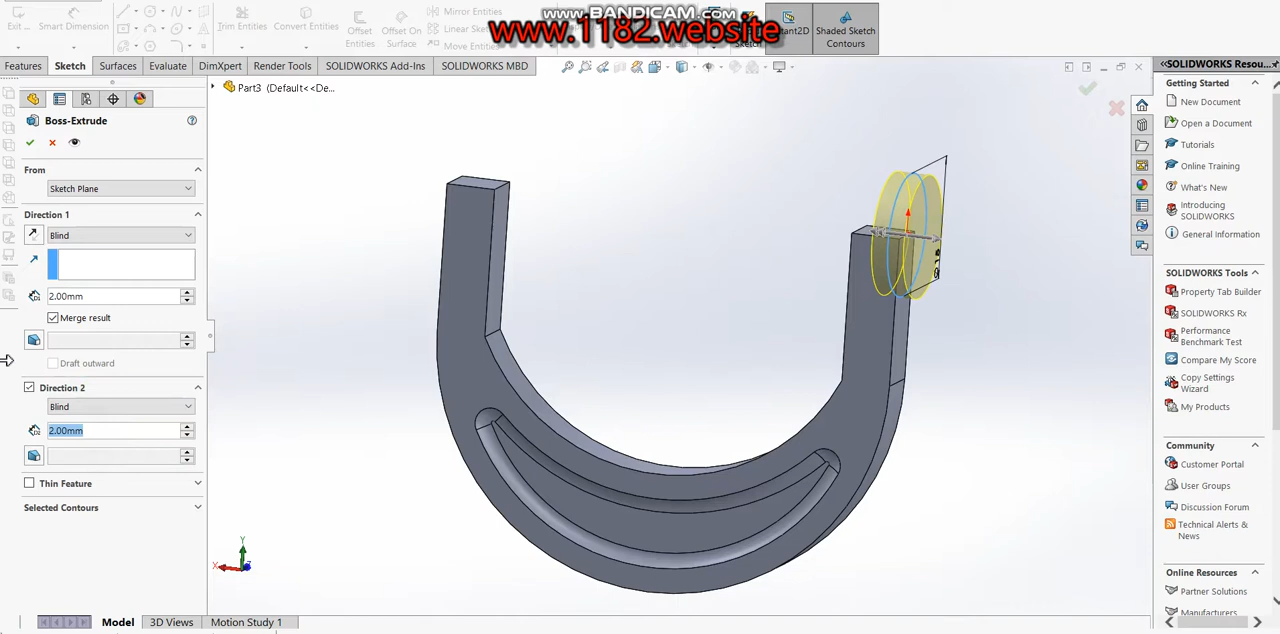 www.BANDICAM.com
www.1182.website
Exit...
Smart Dimension
Trim Entities
Convert Entities
Offset
Entities
Offset On
Surface
Mirror Entities
Linear Sketch
Move Entities
Instant2D
Shaded Sketch
Contours
Features
Sketch
Surfaces
Evaluate
DimXpert
Render Tools
SOLIDWORKS Add-Ins
SOLIDWORKS MBD
SOLIDWORKS Resou...
Part3 (Default<<De...
Boss-Extrude
From
Sketch Plane
Direction 1
Blind
2.00mm
Merge result
Draft outward
Direction 2
Blind
2.00mm
Thin Feature
Selected Contours
Y
X
Z
Model
3D Views
Motion Study 1
Getting Started
New Document
Open a Document
Tutorials
Online Training
What's New
Introducing
SOLIDWORKS
General Information
SOLIDWORKS Tools
Property Tab Builder
SOLIDWORKS Rx
Performance
Benchmark Test
Compare My Score
Copy Settings
Wizard
My Products
Community
Customer Portal
User Groups
Discussion Forum
Technical Alerts &
News
Online Resources
Partner Solutions
Manufacturers